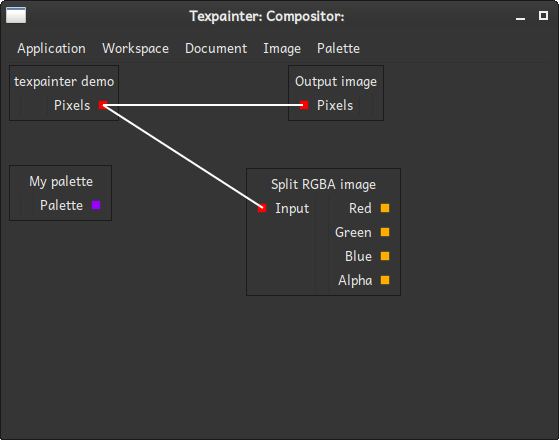 Texpainter: Compositor:
Application Workspace Document Image Palette
texpainter demo
Pixels
Output image
Pixels
My palette
Palette
Split RGBA image
Input Red
Green
Blue
Alpha